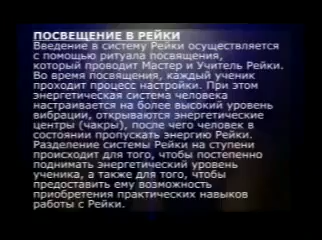 ПОСВЕЩЕНИЕ В РЕЙКИ
Введение в систему Рейки осуществляется
с помощью ритуала посвящения,
который проводит Мастер и Учитель Рейки.
Во время посвящения, каждый ученик
проходит процесс настройки. При этом
энергетическая система человека
настраивается на более высокий уровень
вибрации, открываются энергетические
центры (чакры), после чего человек в
состоянии пропускать энергию Рейки.
Разделение системы Рейки на ступени
происходит для того, чтобы постепенно
поднимать энергетический уровень
ученика, а также для того, чтобы
предоставить ему возможность
приобретения практических навыков
работы с Рейки.